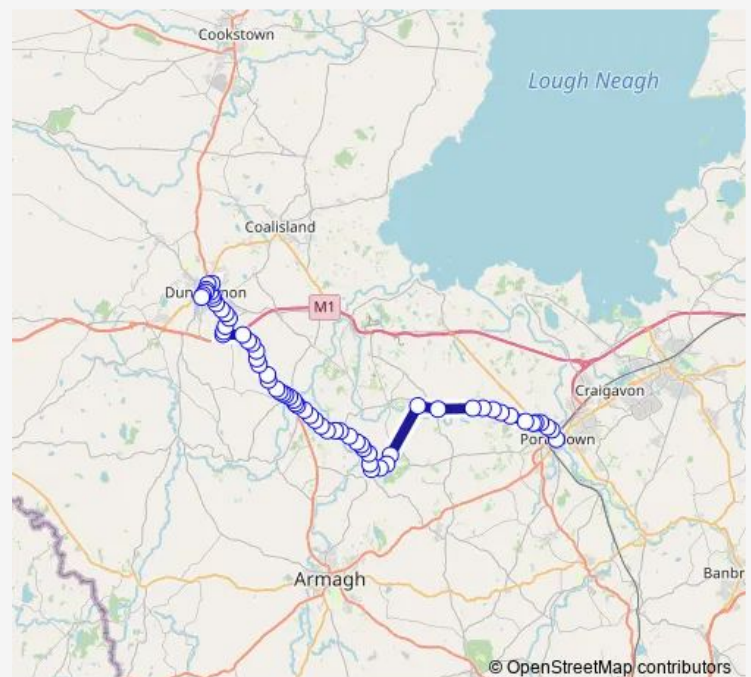 Cookstown
Lough Neagh
Coalisland
M1
Craigavon
Armagh
Banbr
© OpenStreetMap contributors